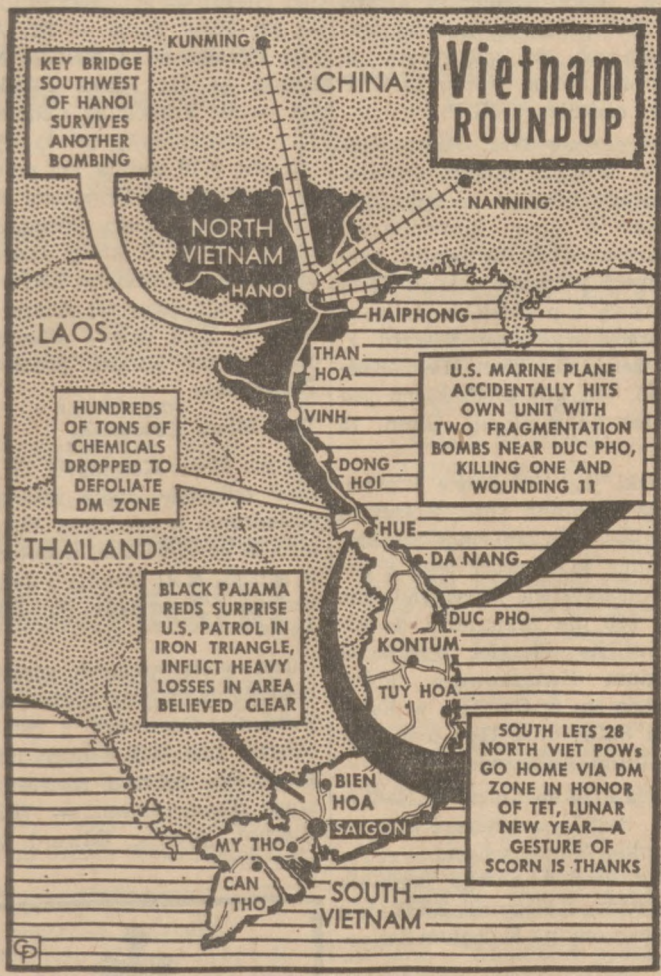 Vietnam
ROUNDUP
KUNMING
CHINA
KEY BRIDGE
SOUTHWEST
OF HANOI
SURVIVES
ANOTHER
BOMBING
NANNING
NORTH
VIETNAM
HANOI
HAIPHONG
LAOS
THAN
HOA
U.S. MARINE PLANE
ACCIDENTALLY HITS
OWN UNIT WITH
TWO FRAGMENTATION
BOMBS NEAR DUC PHO,
KILLING ONE AND
WOUNDING 11
HUNDREDS
OF TONS OF
CHEMICALS
DROPPED TO
DEFOLIATE
DM ZONE
VINH
DONG
HOI
THAILAND
HUE
DA NANG
BLACK PAJAMA
REDS SURPRISE
U.S. PATROL IN
IRON TRIANGLE,
INFLICT HEAVY
LOSSES IN AREA
BELIEVED CLEAR
DUC PHO
KONTUM
TUY HOA
SOUTH LETS 28
NORTH VIET POWs
GO HOME VIA DM
ZONE IN HONOR
OF TET, LUNAR
NEW YEAR—A
GESTURE OF
SCORN IS THANKS
BIEN
HOA
SAIGON
MY THO
CAN
THO
SOUTH
VIETNAM
CP